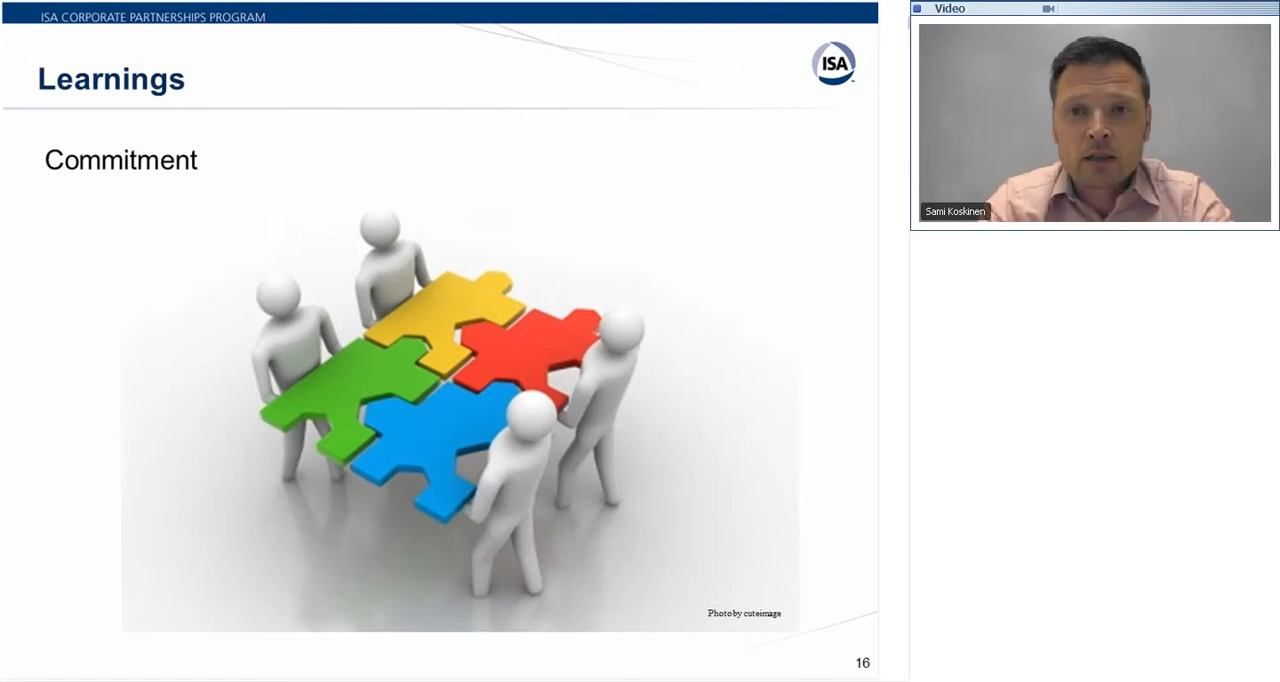 ISA CORPORATE PARTNERSHIPS PROGRAM
Learnings
ISA
Commitment
Photo by cuteimage
16
Video
Sami Koskinen